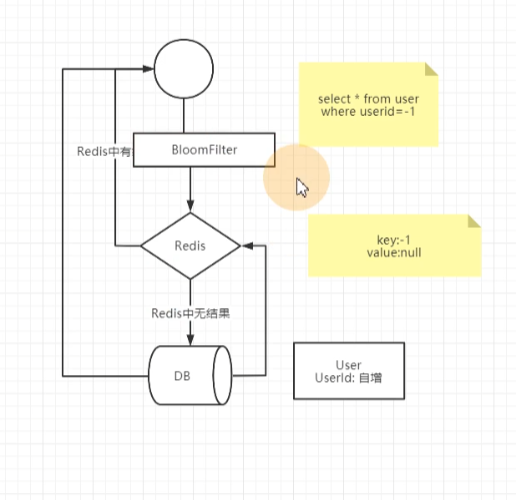 select * from user
where userid=-1
Redis中有
BloomFilter
Redis
key:-1
value:null
Redis中无结果
DB
User
UserId: 自增